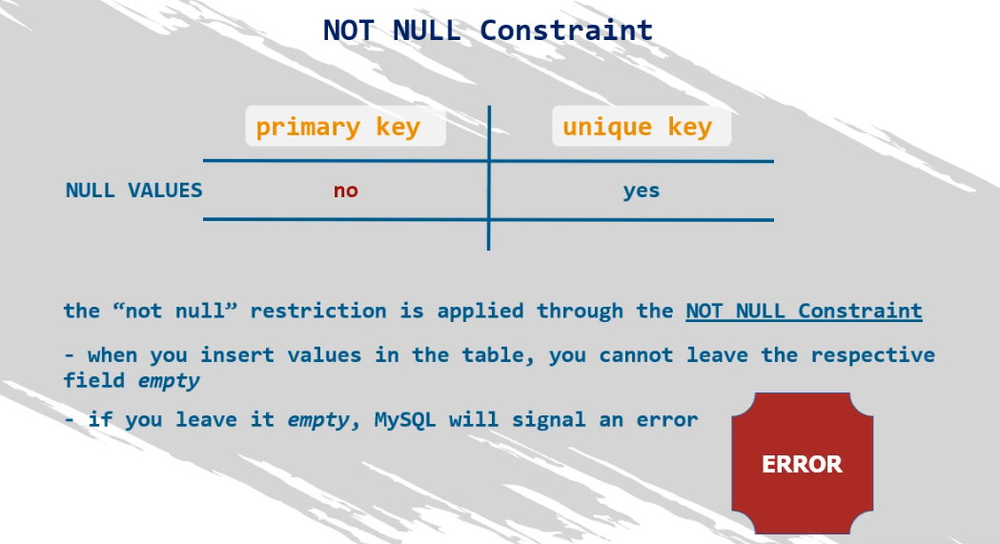 NOT NULL Constraint
primary key unique key
NULL VALUES no yes
the “not null” restriction is applied through the NOT NULL Constraint
- when you insert values in the table, you cannot leave the respective
field empty
- if you leave it empty, MySQL will signal an error
ERROR